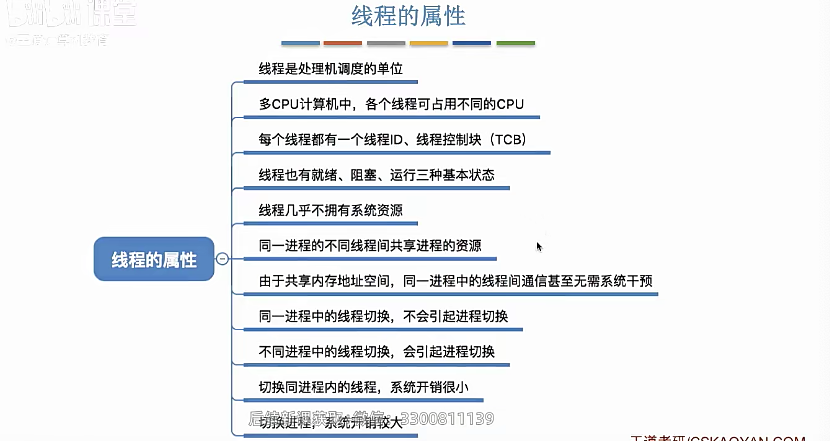 线程的属性
线程是处理机调度的单位
多CPU计算机中，各个线程可占用不同的CPU
每个线程都有一个线程ID、线程控制块（TCB）
线程也有就绪、阻塞、运行三种基本状态
线程几乎不拥有系统资源
线程的属性
同一进程的不同线程间共享进程的资源
由于共享内存地址空间，同一进程中的线程间通信甚至无需系统干预
同一进程中的线程切换，不会引起进程切换
不同进程中的线程切换，会引起进程切换
切换同进程内的线程，系统开销很小
切换进程，系统开销较大
3300811139
王道考研/CSKAOYAN.COM